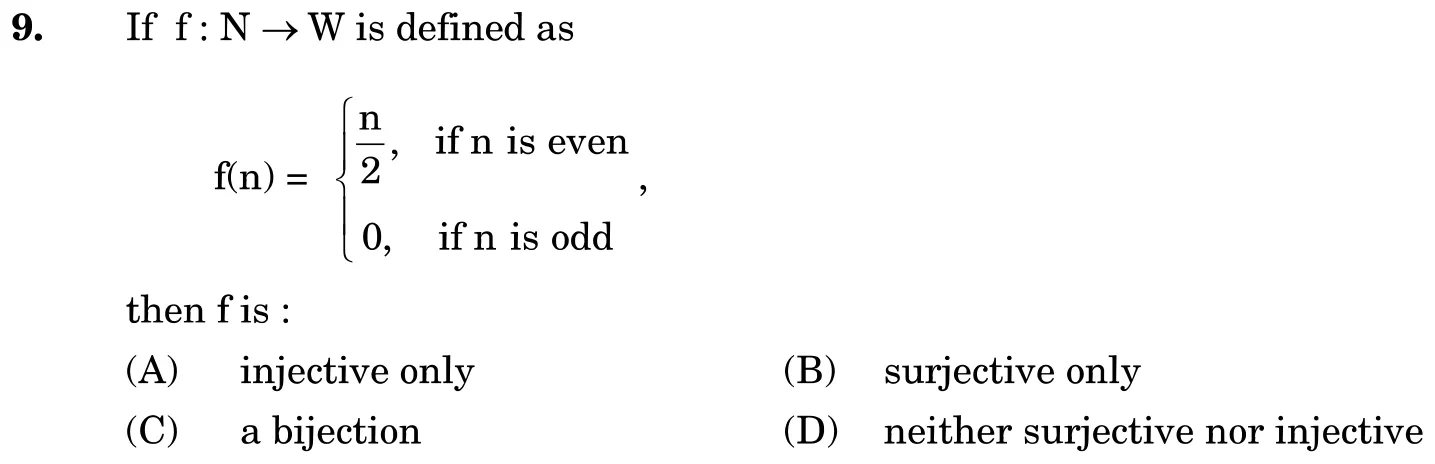 9. If f : N → W is defined as
f(n) = { n/2, if n is even
0, if n is odd ,
then f is :
(A) injective only (B) surjective only
(C) a bijection (D) neither surjective nor injective